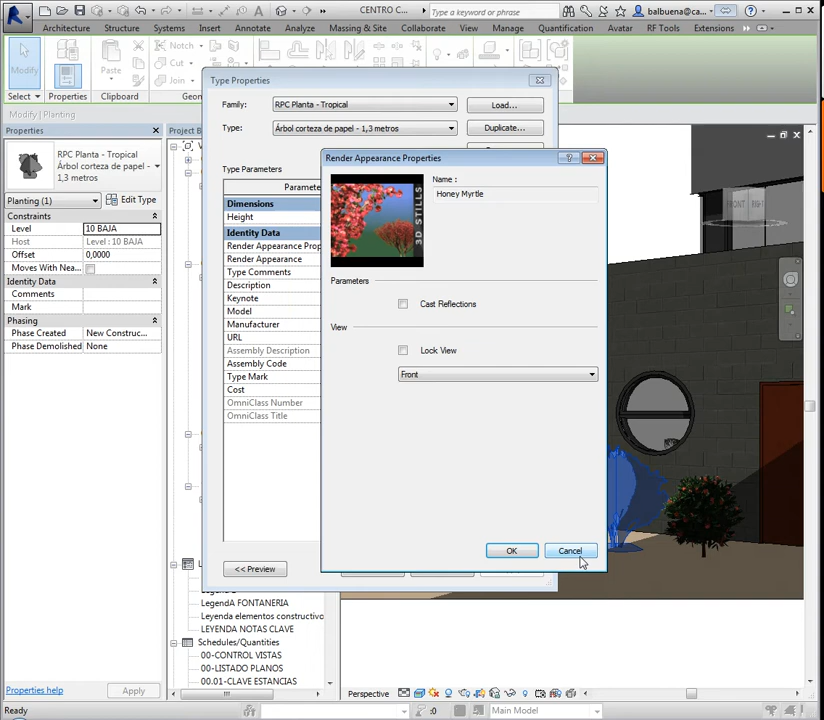 CENTRO C...
Type a keyword or phrase
balbuena@ca...
Architecture Structure Systems Insert Annotate Analyze Massing & Site Collaborate View Manage Quantification Avatar RF Tools Extensions
Modify
Select
Properties
Paste
Clipboard
Notch
Cut
Join
Modify | Planting
Properties
RPC Planta - Tropical
Árbol corteza de papel -
1,3 metros
Planting (1)
Edit Type
Constraints
Level 10 BAJA
Host Level : 10 BAJA
Offset 0,0000
Moves With Nea...
Identity Data
Comments
Mark
Phasing
Phase Created New Construc...
Phase Demolished None
Properties help
Apply
Project B
Type Properties
Family: RPC Planta - Tropical
Load...
Type: Árbol corteza de papel - 1,3 metros
Duplicate...
Type Parameters
Paramete
Dimensions
Height
Identity Data
Render Appearance Prop
Render Appearance
Type Comments
Description
Keynote
Model
Manufacturer
URL
Assembly Description
Assembly Code
Type Mark
Cost
OmniClass Number
OmniClass Title
<< Preview
Render Appearance Properties
3D STILLS
Name :
Honey Myrtle
Parameters
Cast Reflections
View
Lock View
Front
OK
Cancel
FRONT
LegendA FONTANERIA
Leyenda elementos constructivo
LEYENDA NOTAS CLAVE
Schedules/Quantities
00-CONTROL VISTAS
00-LISTADO PLANOS
00.01-CLAVE ESTANCIAS
Perspective
Ready
:0
Main Model